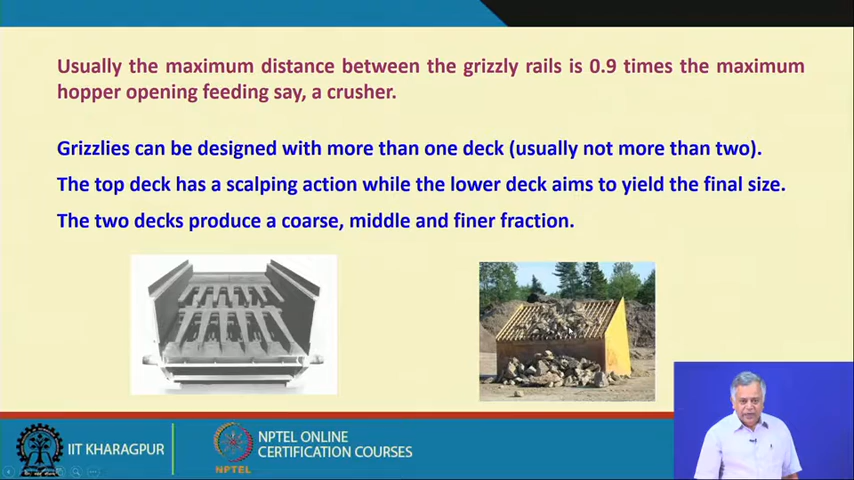 Usually the maximum distance between the grizzly rails is 0.9 times the maximum
hopper opening feeding say, a crusher.
Grizzlies can be designed with more than one deck (usually not more than two).
The top deck has a scalping action while the lower deck aims to yield the final size.
The two decks produce a coarse, middle and finer fraction.
IIT KHARAGPUR
NPTEL
NPTEL ONLINE
CERTIFICATION COURSES